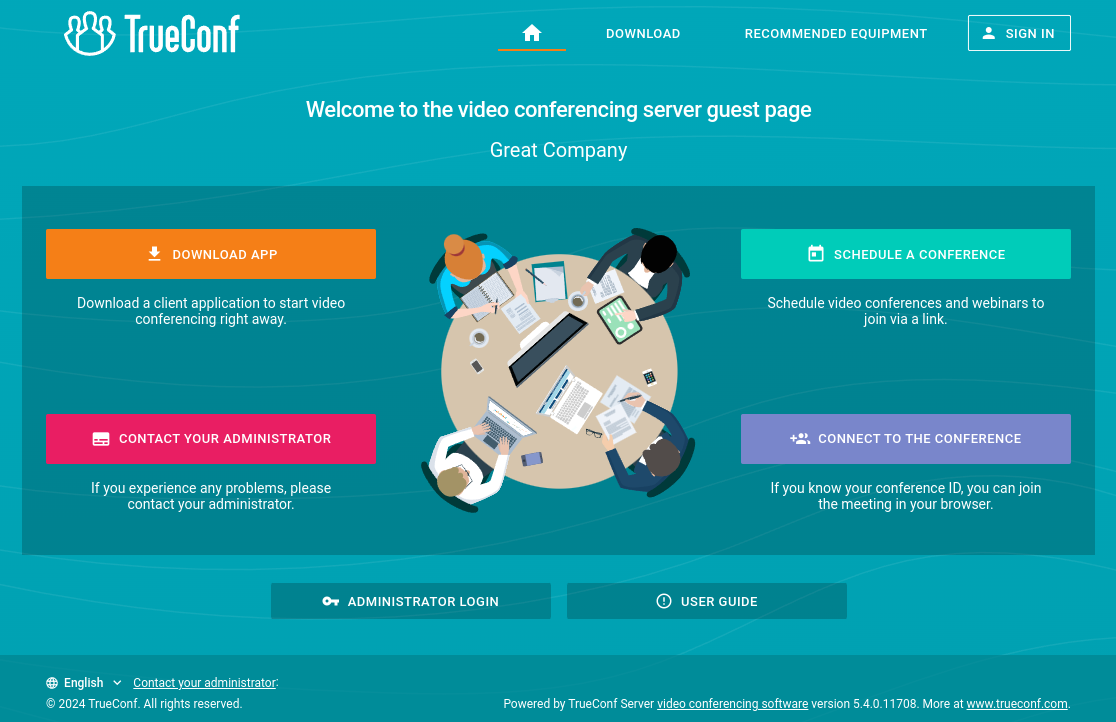 TrueConf
DOWNLOAD
RECOMMENDED EQUIPMENT
SIGN IN
Welcome to the video conferencing server guest page
Great Company
DOWNLOAD APP
Download a client application to start video
conferencing right away.
SCHEDULE A CONFERENCE
Schedule video conferences and webinars to
join via a link.
CONTACT YOUR ADMINISTRATOR
If you experience any problems, please
contact your administrator.
CONNECT TO THE CONFERENCE
If you know your conference ID, you can join
the meeting in your browser.
ADMINISTRATOR LOGIN
USER GUIDE
English
Contact your administrator:
© 2024 TrueConf. All rights reserved.
Powered by TrueConf Server video conferencing software version 5.4.0.11708. More at www.trueconf.com.